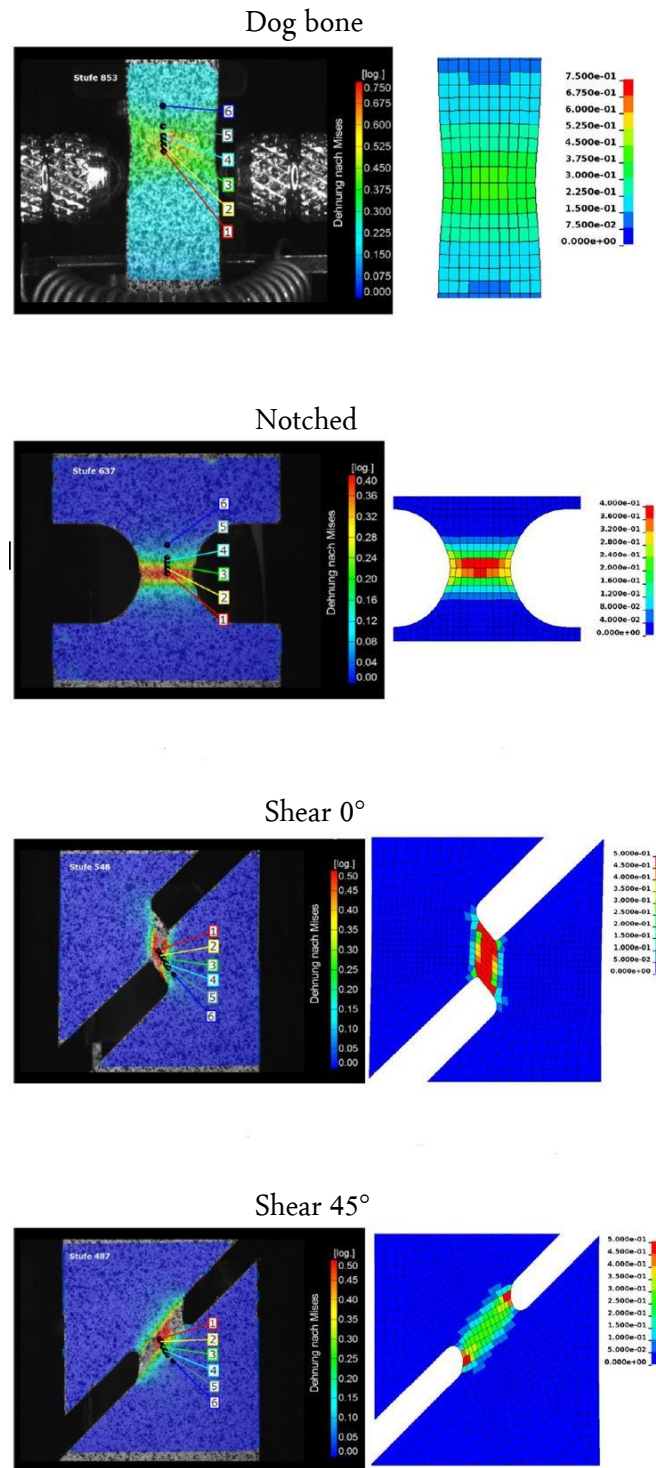 Dog bone
Stufe 853
6
5
4
3
2
1
Dehnung nach Mises
[log.]
0.750
0.675
0.600
0.525
0.450
0.375
0.300
0.225
0.150
0.075
0.000
7.500e-01
6.750e-01
6.000e-01
5.250e-01
4.500e-01
3.750e-01
3.000e-01
2.250e-01
1.500e-01
7.500e-02
0.000e+00
Notched
Stufe 637
6
5
4
3
2
1
Dehnung nach Mises
[log.]
0.40
0.36
0.32
0.28
0.24
0.20
0.16
0.12
0.08
0.04
0.00
4.000e-01
3.600e-01
3.200e-01
2.800e-01
2.400e-01
2.000e-01
1.600e-01
1.200e-01
8.000e-02
4.000e-02
0.000e+00
Shear 0°
Stufe 548
1
2
3
4
5
6
Dehnung nach Mises
[log.]
0.50
0.45
0.40
0.35
0.30
0.25
0.20
0.15
0.10
0.05
0.00
5.000e-01
4.500e-01
4.000e-01
3.500e-01
3.000e-01
2.500e-01
2.000e-01
1.500e-01
1.000e-01
5.000e-02
0.000e+00
Shear 45°
Stufe 487
1
2
3
4
5
6
Dehnung nach Mises
[log.]
0.50
0.45
0.40
0.35
0.30
0.25
0.20
0.15
0.10
0.05
0.00
5.000e-01
4.500e-01
4.000e-01
3.500e-01
3.000e-01
2.500e-01
2.000e-01
1.500e-01
1.000e-01
5.000e-02
0.000e+00